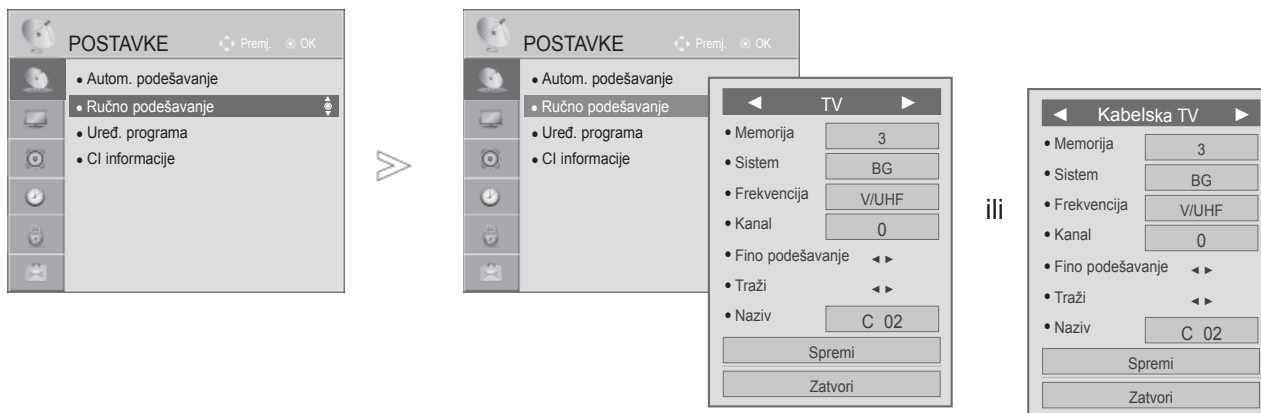 POSTAVKE Premj. OK
• Autom. podešavanje
• Ručno podešavanje
• Uređ. programa
• CI informacije
POSTAVKE Premj. OK
• Autom. podešavanje
• Ručno podešavanje
• Uređ. programa
• CI informacije
◄ TV ►
• Memorija 3
• Sistem BG
• Frekvencija V/UHF
• Kanal 0
• Fino podešavanje ◄ ►
• Traži ◄ ►
• Naziv C 02
Spremi
Zatvori
ili
◄ Kabelska TV ►
• Memorija 3
• Sistem BG
• Frekvencija V/UHF
• Kanal 0
• Fino podešavanje ◄ ►
• Traži ◄ ►
• Naziv C 02
Spremi
Zatvori